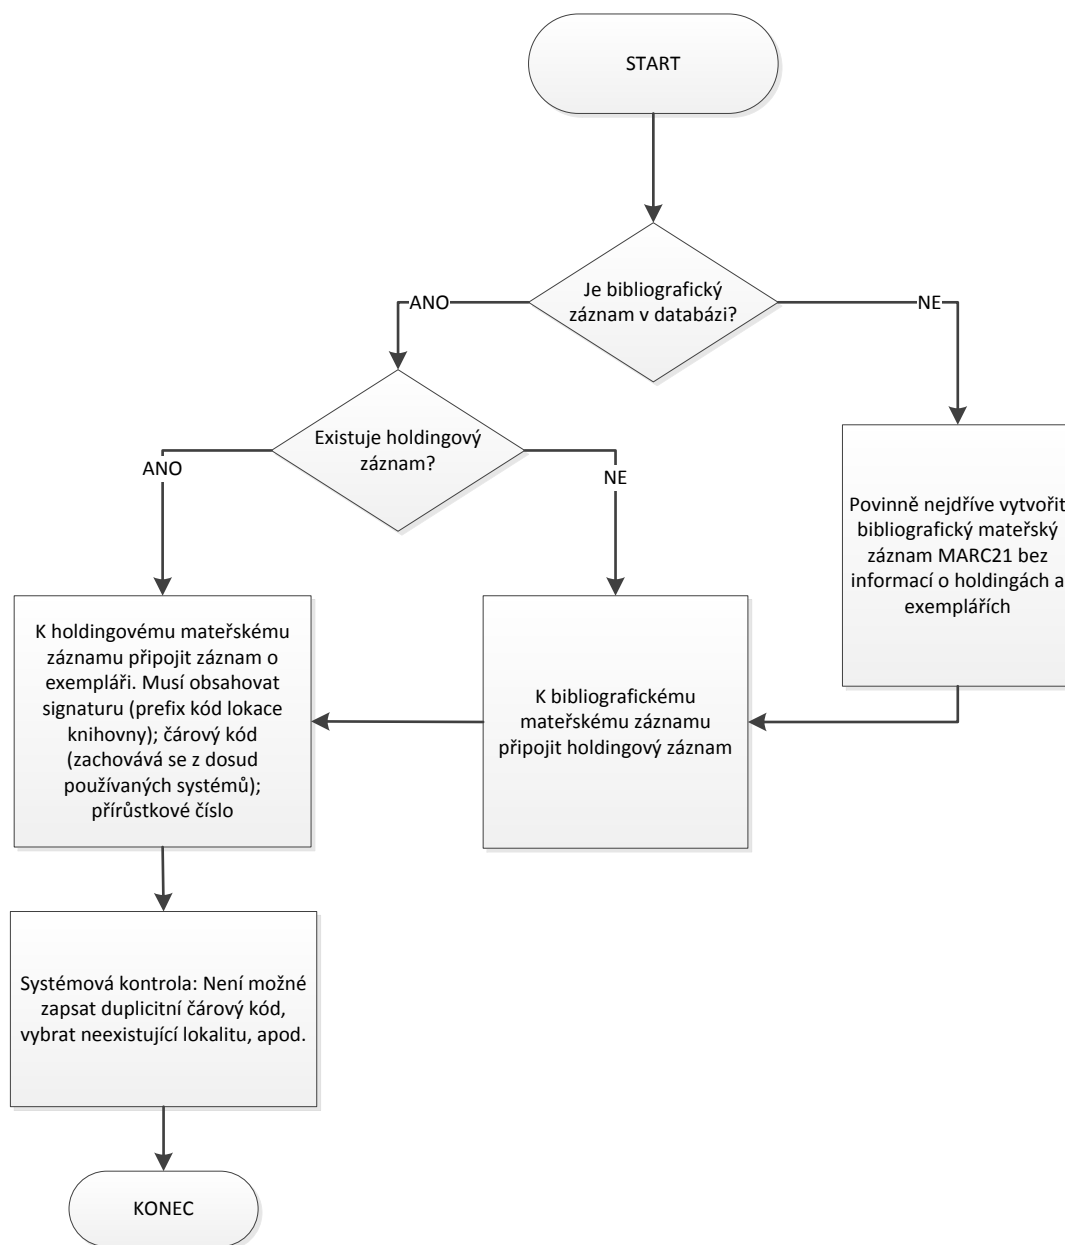 START
Je bibliografický
záznam v databázi?
ANO
NE
Existuje holdingový
záznam?
ANO
NE
Povinně nejdříve vytvořit
bibliografický mateřský
záznam MARC21 bez
informací o holdingách a
exemplářích
K holdingovému mateřskému
záznamu připojit záznam o
exempláři. Musí obsahovat
signaturu (prefix kód lokace
knihovny); čárový kód
(zachovává se z dosud
používaných systémů);
přírůstkové číslo
K bibliografickému
mateřskému záznamu
připojit holdingový záznam
Systémová kontrola: Není možné
zapsat duplicitní čárový kód,
vybrat neexistující lokalitu, apod.
KONEC